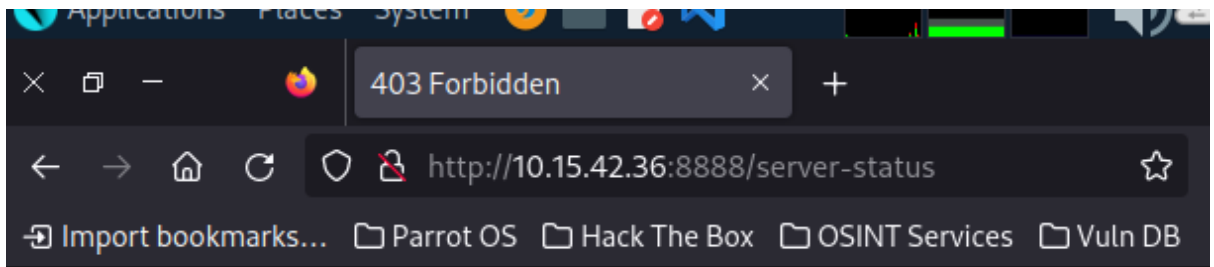 Applications Places System
403 Forbidden
http://10.15.42.36:8888/server-status
Import bookmarks... Parrot OS Hack The Box OSINT Services Vuln DB